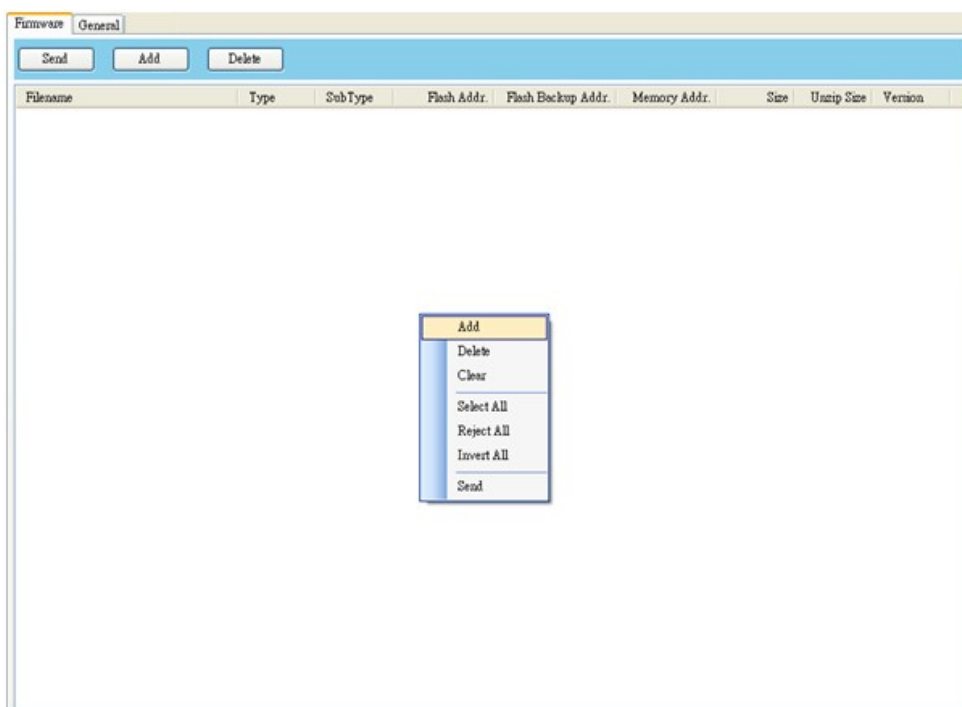 Firmware General
Send Add Delete
Filename Type SubType Flash Addr. Flash Backup Addr. Memory Addr. Size Unzip Size Version
Add
Delete
Clear
Select All
Reject All
Invert All
Send